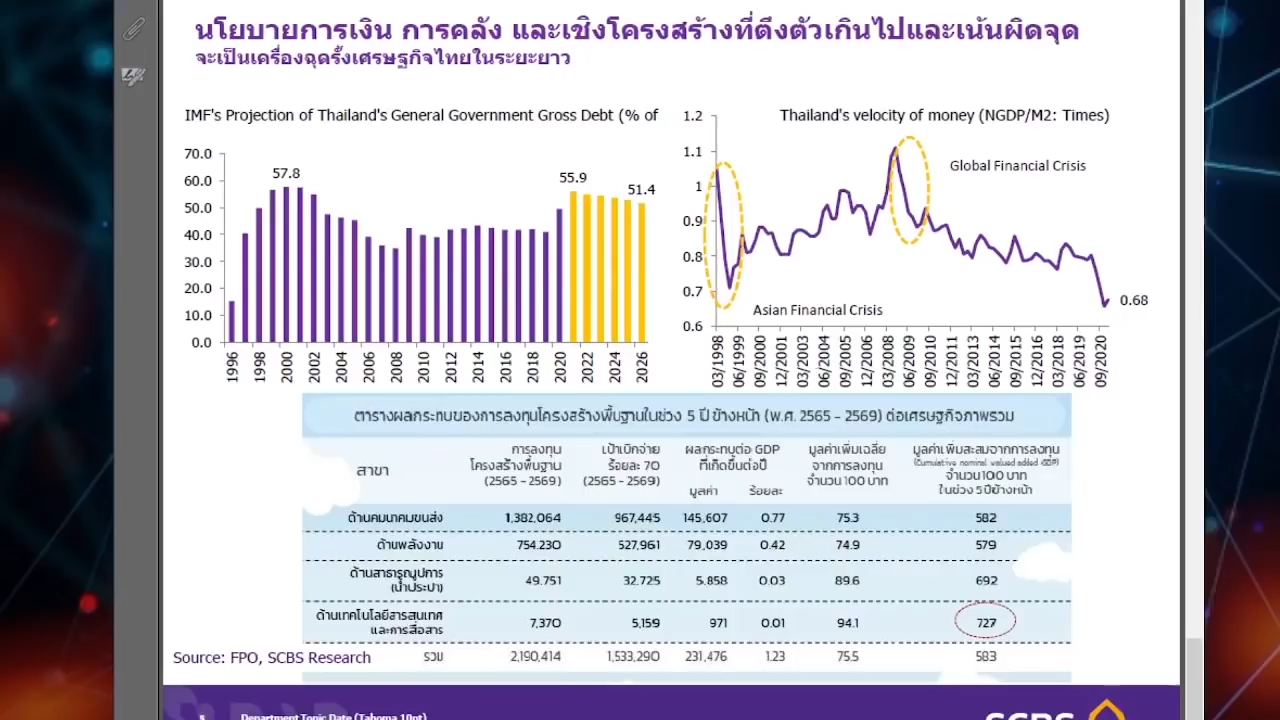 นโยบายการเงิน การคลัง และเชิงโครงสร้างที่ตึงตัวเกินไปและเน้นผิดจุด
จะเป็นเครื่องฉุดรั้งเศรษฐกิจไทยในระยะยาว
IMF's Projection of Thailand's General Government Gross Debt (% of
70.0
60.0
50.0
40.0
30.0
20.0
10.0
0.0
57.8
55.9
51.4
1996
1998
2000
2002
2004
2006
2008
2010
2012
2014
2016
2018
2020
2022
2024
2026
Thailand's velocity of money (NGDP/M2: Times)
1.2
1.1
1
0.9
0.8
0.7
0.6
Global Financial Crisis
Asian Financial Crisis
0.68
03/1998
06/1999
09/2000
12/2001
03/2003
06/2004
09/2005
12/2006
03/2008
06/2009
09/2010
12/2011
03/2013
06/2014
09/2015
12/2016
03/2018
06/2019
09/2020
ตารางผลกระทบของการลงทุนโครงสร้างพื้นฐานในช่วง 5 ปี ข้างหน้า (พ.ศ. 2565 - 2569) ต่อเศรษฐกิจภาพรวม
สาขา
การลงทุน
โครงสร้างพื้นฐาน
(2565 - 2569)
เป้าเบิกจ่าย
ร้อยละ 70
(2565 - 2569)
ผลกระทบต่อ GDP
ที่เกิดขึ้นต่อปี
มูลค่า ร้อยละ
มูลค่าเพิ่มเฉลี่ย
จากการลงทุน
จำนวน 100 บาท
มูลค่าเพิ่มสะสมจากการลงทุน
(Cumulative nominal valued added GDP)
จำนวน 100 บาท
ในช่วง 5 ปีข้างหน้า
ด้านคมนาคมขนส่ง 1,382,064 967,445 145,607 0.77 75.3 582
ด้านพลังงาน 754.230 527,961 79,039 0.42 74.9 579
ด้านสาธารณูปการ
(น้ำประปา) 49.751 32.725 5.858 0.03 89.6 692
ด้านเทคโนโลยีสารสนเทศ
และการสื่อสาร 7,370 5,159 971 0.01 94.1 727
รวม 2,190,414 1,533,290 231,476 1.23 75.5 583
Source: FPO, SCBS Research
5 Department Topic Date (Tahoma 10pt)
SCBS